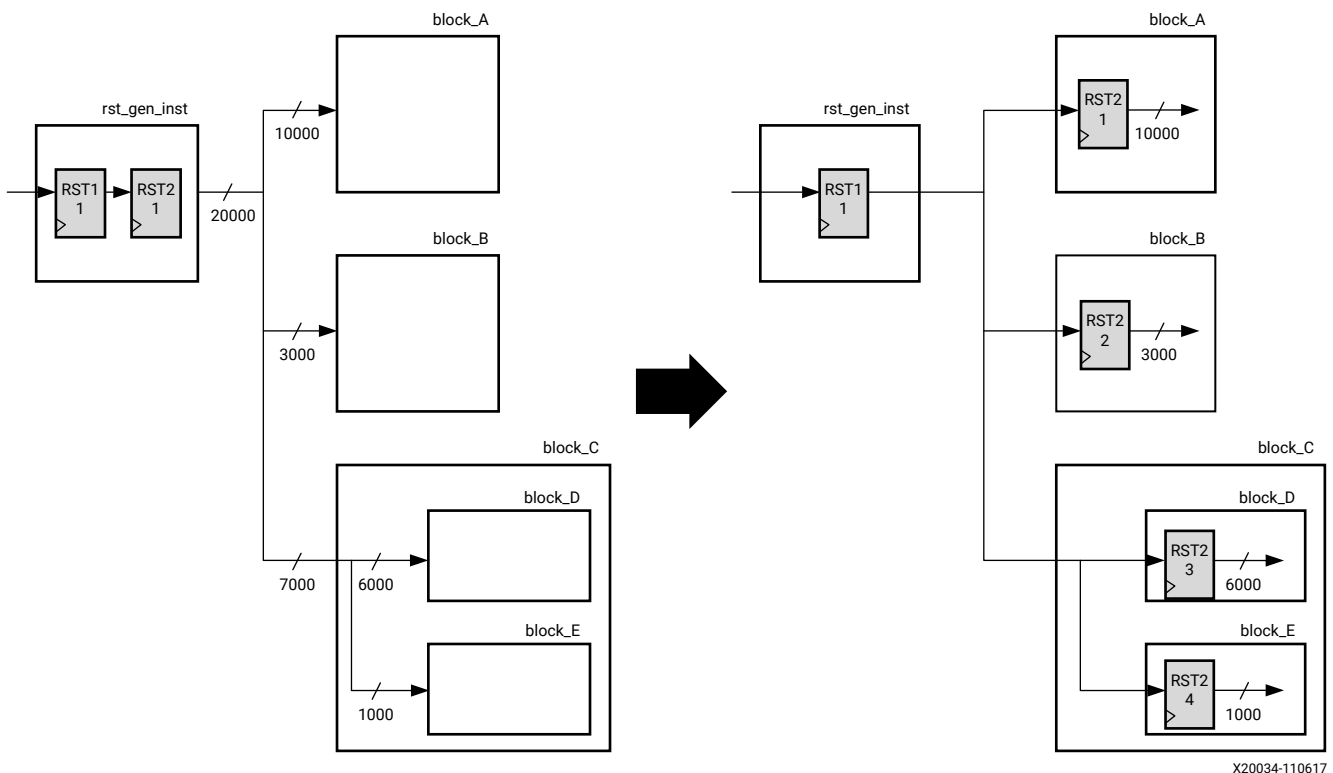 block_A
rst_gen_inst
RST1
1
RST2
1
20000
10000
block_B
3000
block_C
7000
block_D
6000
block_E
1000
rst_gen_inst
RST1
1
block_A
RST2
1
10000
block_B
RST2
2
3000
block_C
block_D
RST2
3
6000
block_E
RST2
4
1000
X20034-110617